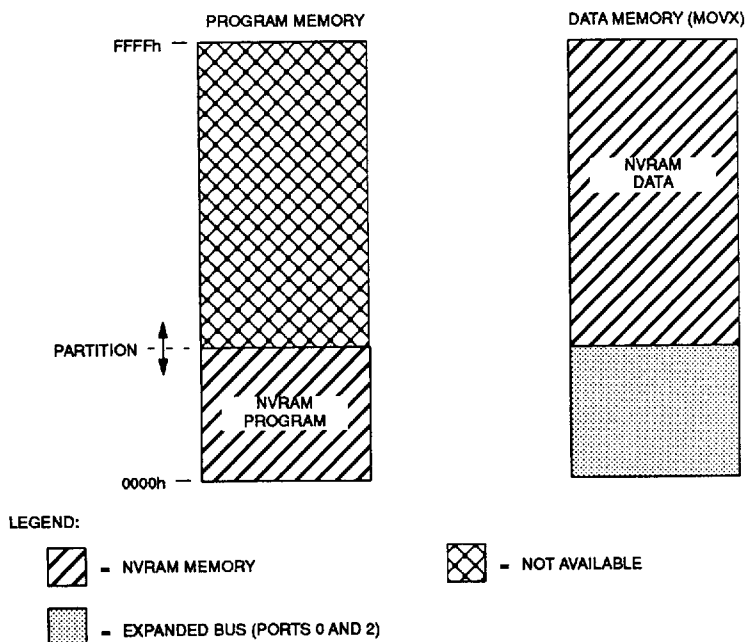 PROGRAM MEMORY
DATA MEMORY (MOVX)
FFFFh
NVRAM
DATA
PARTITION
NVRAM
PROGRAM
0000h
LEGEND:
= NVRAM MEMORY
= NOT AVAILABLE
= EXPANDED BUS (PORTS 0 AND 2)